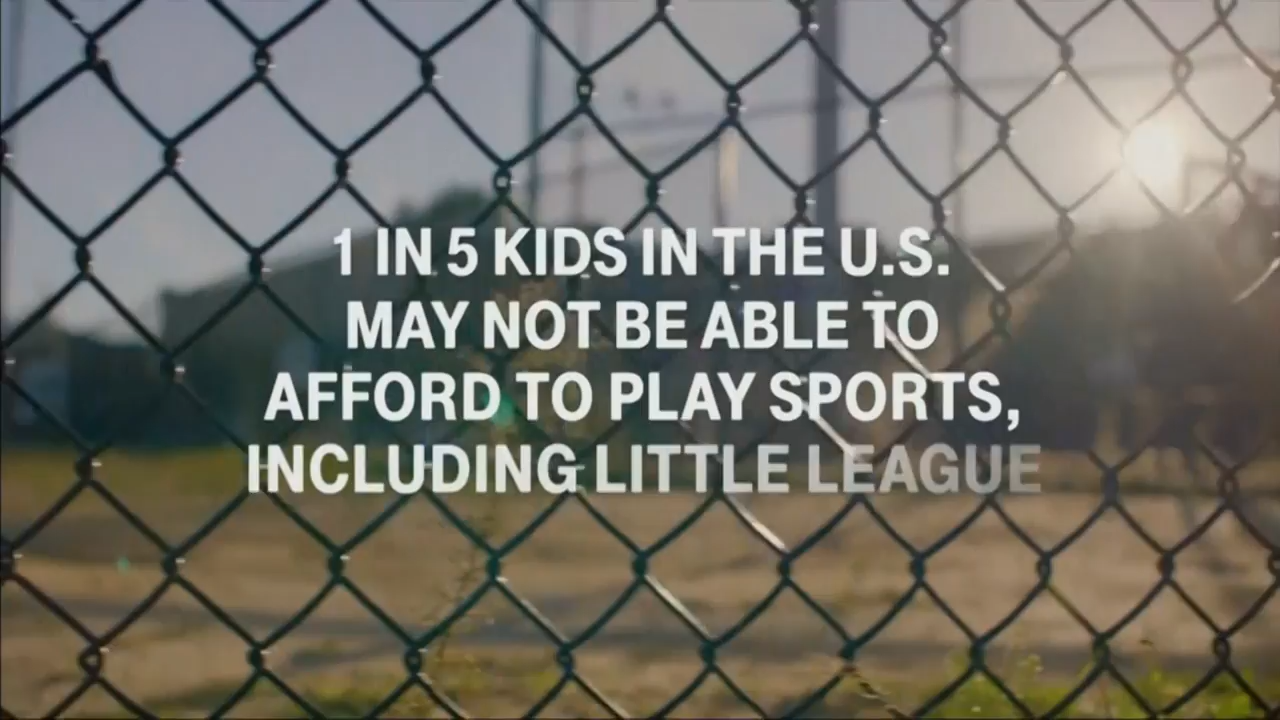 1 IN 5 KIDS IN THE U.S.
MAY NOT BE ABLE TO
AFFORD TO PLAY SPORTS,
INCLUDING LITTLE LEAGUE